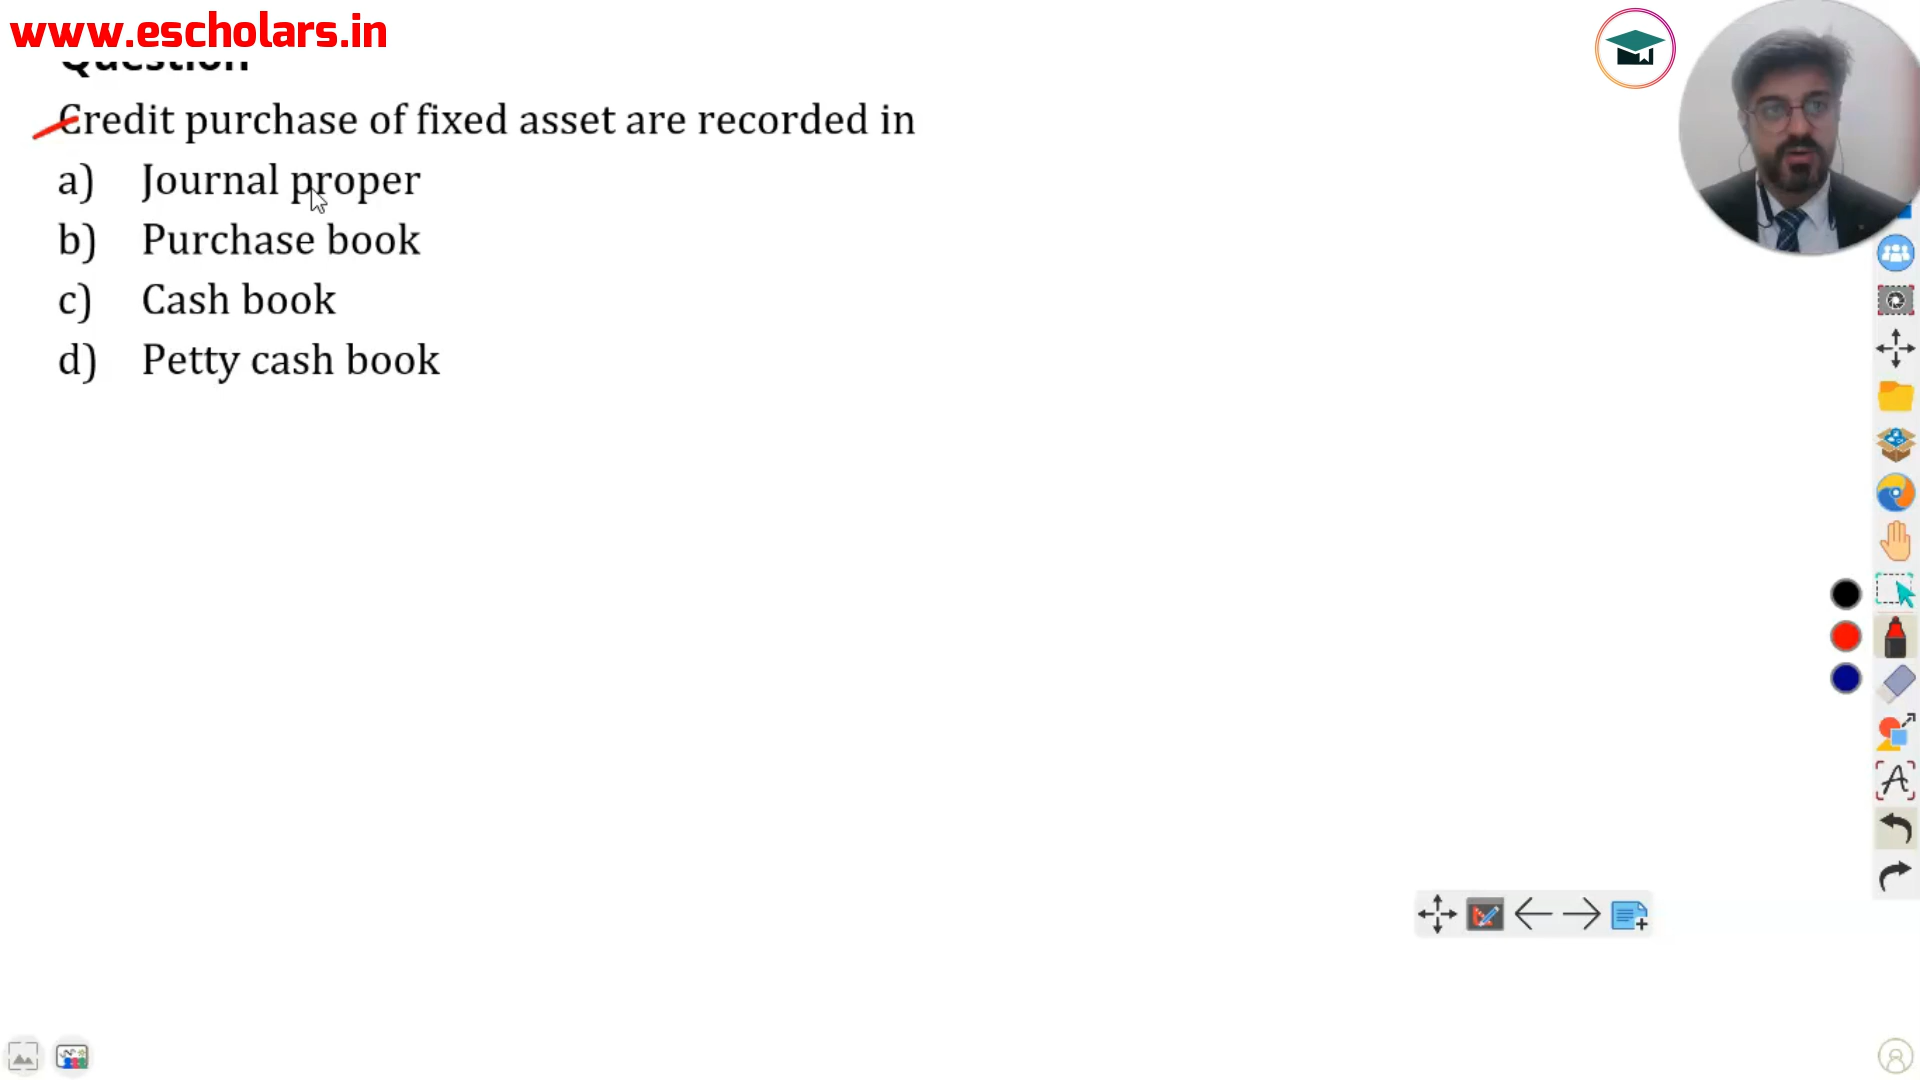 www.escholars.in
Question
Credit purchase of fixed asset are recorded in
a) Journal proper
b) Purchase book
c) Cash book
d) Petty cash book